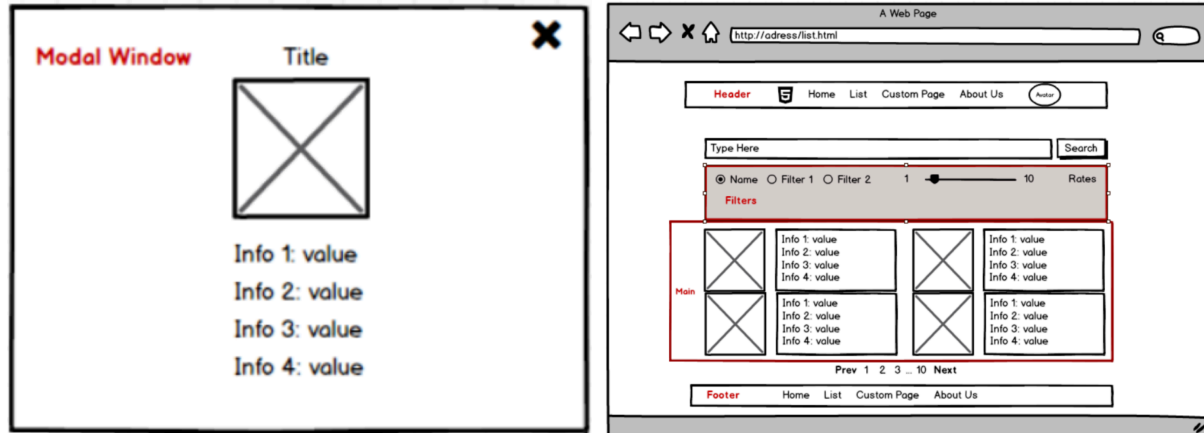 Modal Window
Title
Info 1: value
Info 2: value
Info 3: value
Info 4: value
A Web Page
http://adress/list.html
Header 5 Home List Custom Page About Us Avatar
Type Here Search
Name Filter 1 Filter 2 1 10 Rates
Filters
Main
Info 1: value
Info 2: value
Info 3: value
Info 4: value
Info 1: value
Info 2: value
Info 3: value
Info 4: value
Info 1: value
Info 2: value
Info 3: value
Info 4: value
Info 1: value
Info 2: value
Info 3: value
Info 4: value
Prev 1 2 3 ... 10 Next
Footer Home List Custom Page About Us